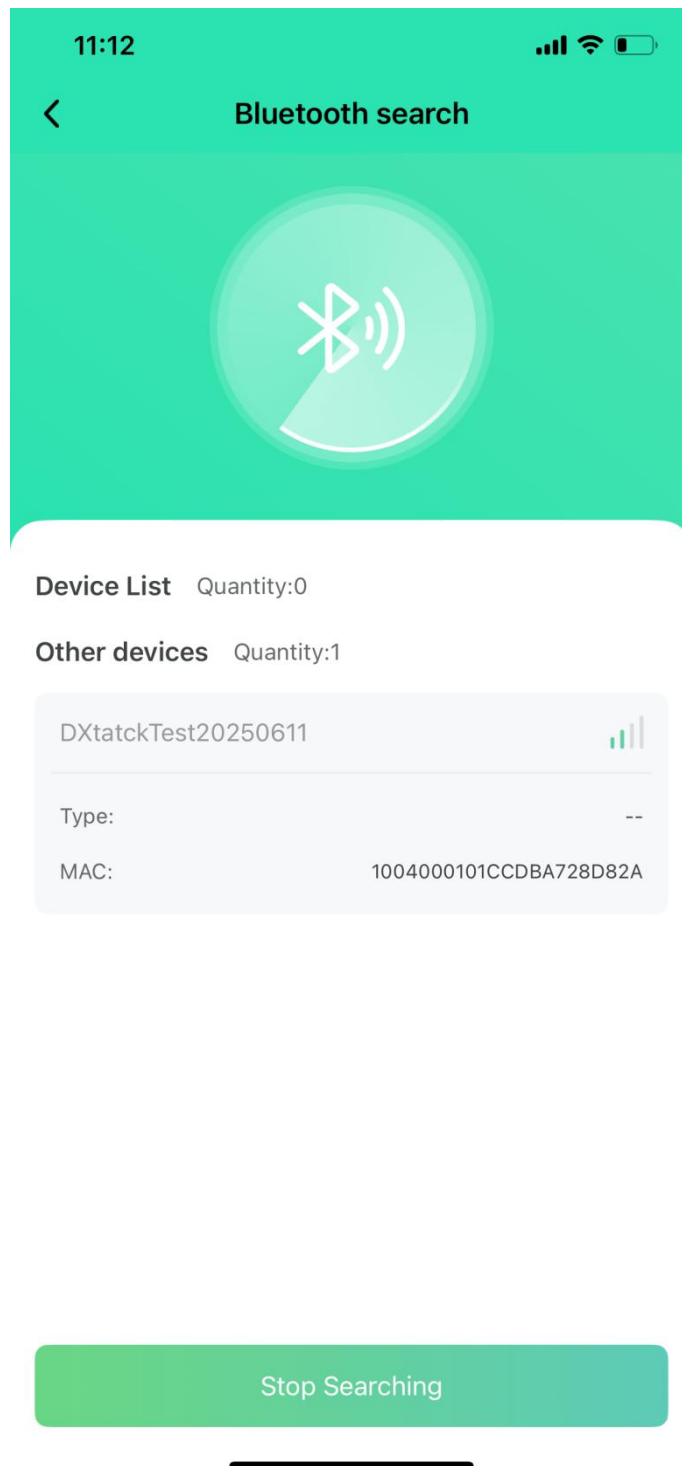 11:12
Bluetooth search
Device List Quantity:0
Other devices Quantity:1
DXtatckTest20250611
Type: --
MAC: 1004000101CCDBA728D82A
Stop Searching